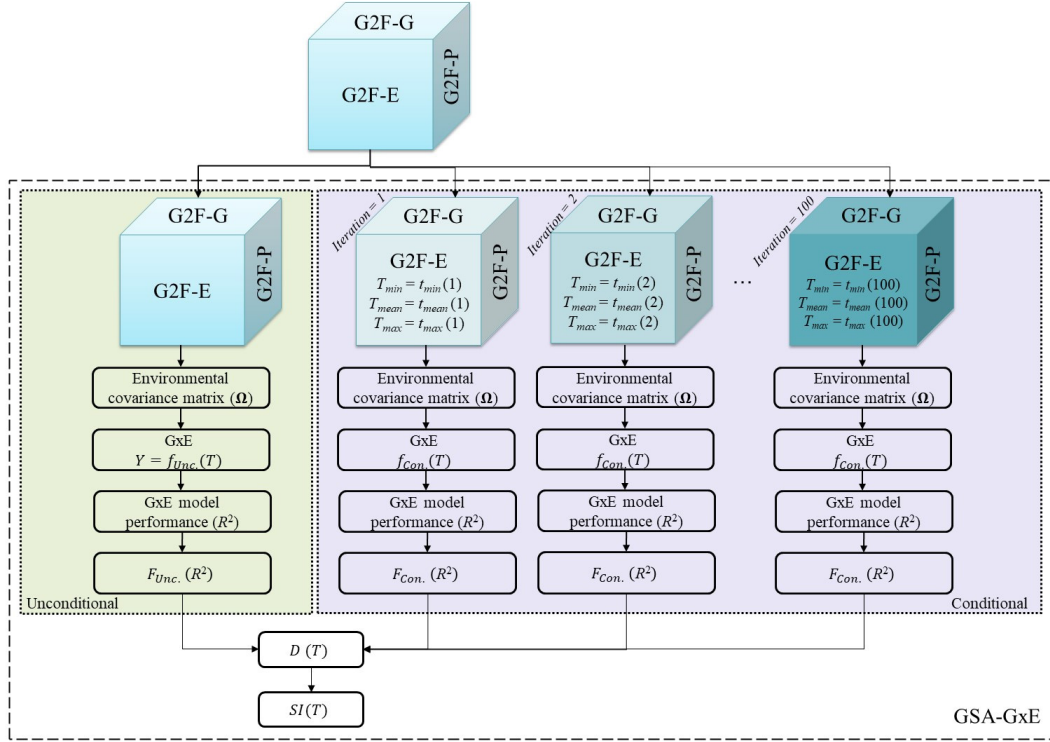 G2F-G
G2F-E
G2F-P
G2F-G
G2F-E
G2F-P
Environmental
covariance matrix (Ω)
GxE
Y = f_Unc.(T)
GxE model
performance (R²)
F_Unc. (R²)
Unconditional
Iteration = 1
G2F-G
G2F-E
T_min = t_min (1)
T_mean = t_mean (1)
T_max = t_max (1)
G2F-P
Environmental
covariance matrix (Ω)
GxE
f_Con.(T)
GxE model
performance (R²)
F_Con. (R²)
Iteration = 2
G2F-G
G2F-E
T_min = t_min (2)
T_mean = t_mean (2)
T_max = t_max (2)
G2F-P
Environmental
covariance matrix (Ω)
GxE
f_Con.(T)
GxE model
performance (R²)
F_Con. (R²)
...
Iteration = 100
G2F-G
G2F-E
T_min = t_min (100)
T_mean = t_mean (100)
T_max = t_max (100)
G2F-P
Environmental
covariance matrix (Ω)
GxE
f_Con.(T)
GxE model
performance (R²)
F_Con. (R²)
Conditional
D (T)
SI(T)
GSA-GxE